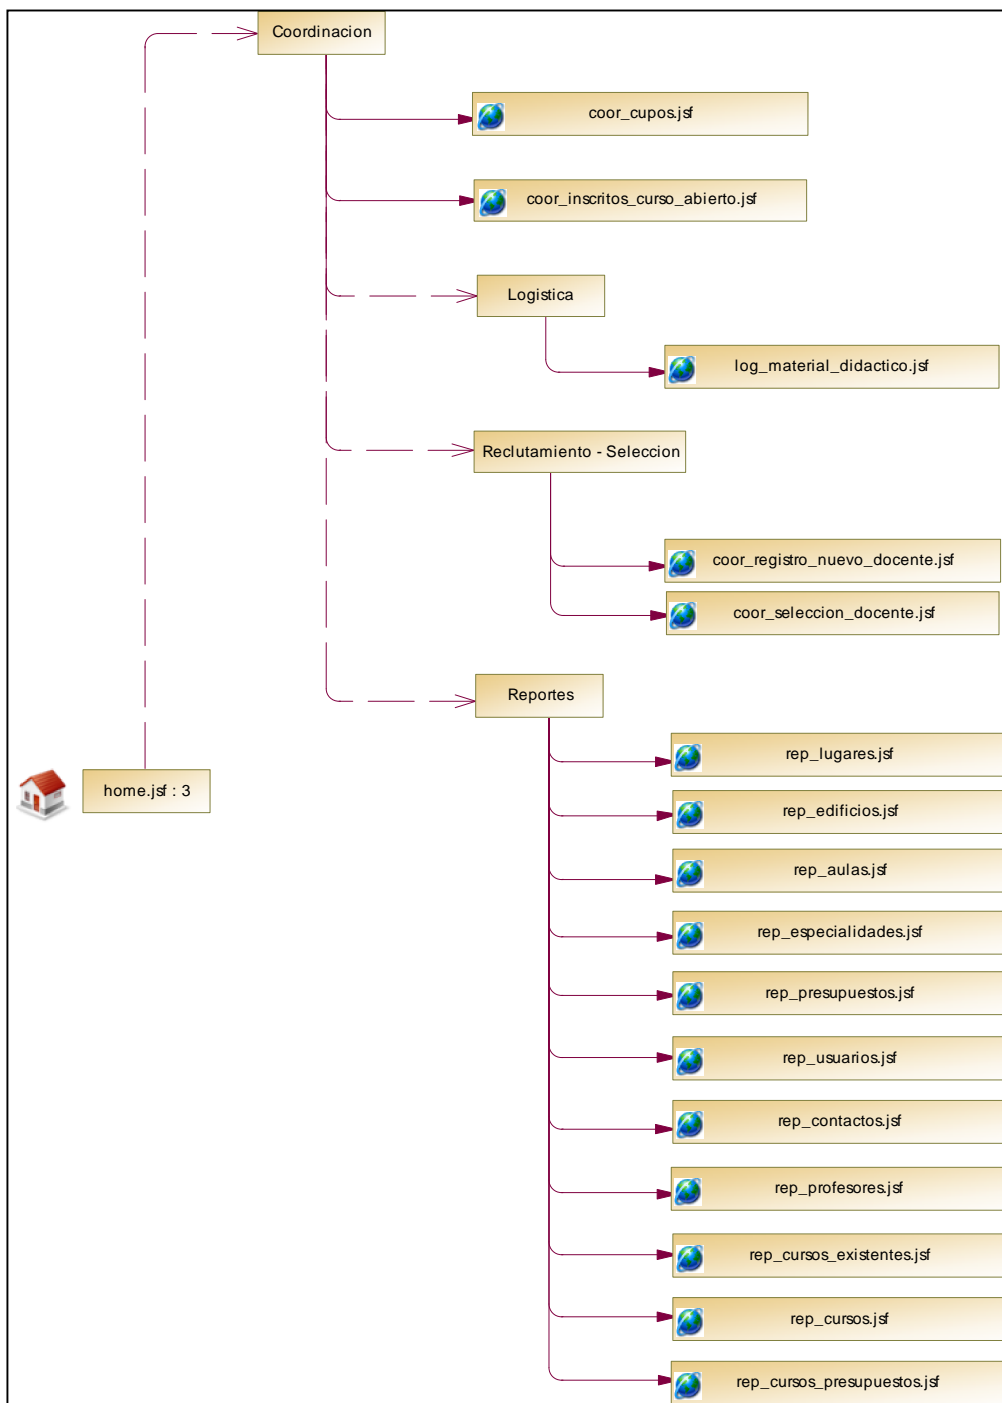 Coordinacion
coor_cupos.jsf
coor_inscritos_curso_abierto.jsf
Logistica
log_material_didactico.jsf
Reclutamiento - Seleccion
coor_registro_nuevo_docente.jsf
coor_seleccion_docente.jsf
Reportes
rep_lugares.jsf
home.jsf : 3
rep_edificios.jsf
rep_aulas.jsf
rep_especialidades.jsf
rep_presupuestos.jsf
rep_usuarios.jsf
rep_contactos.jsf
rep_profesores.jsf
rep_cursos_existentes.jsf
rep_cursos.jsf
rep_cursos_presupuestos.jsf